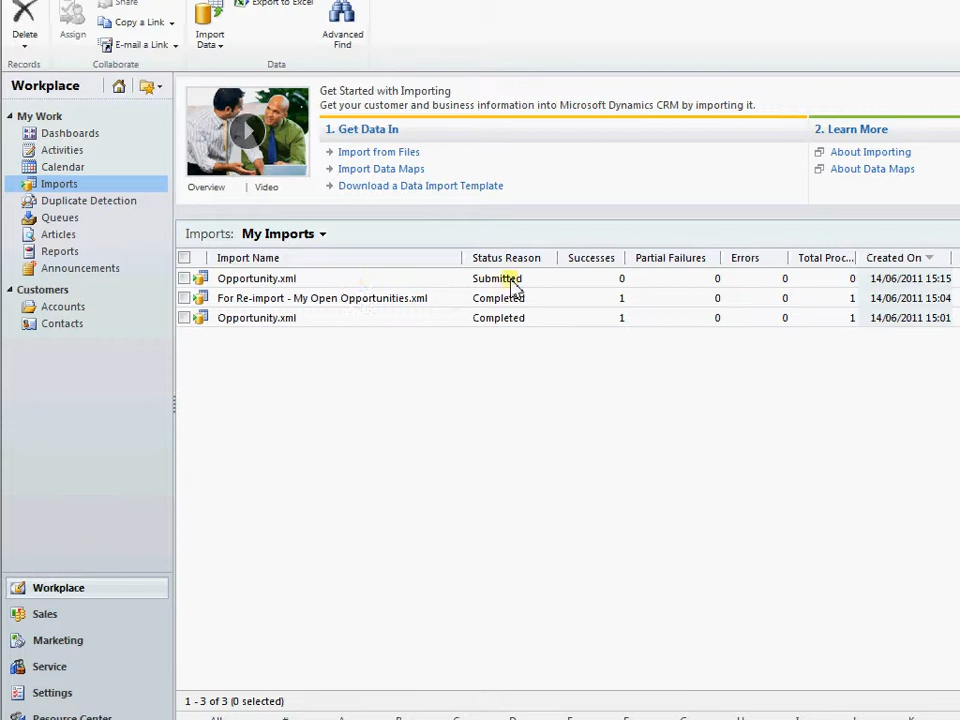 Share
Export to Excel
Delete
Assign
Copy a Link
E-mail a Link
Import Data
Advanced Find
Records
Collaborate
Data
Workplace
My Work
Dashboards
Activities
Calendar
Imports
Duplicate Detection
Queues
Articles
Reports
Announcements
Customers
Accounts
Contacts
Workplace
Sales
Marketing
Service
Settings
Resource Center
Get Started with Importing
Get your customer and business information into Microsoft Dynamics CRM by importing it.
1. Get Data In
Import from Files
Import Data Maps
Download a Data Import Template
2. Learn More
About Importing
About Data Maps
Overview | Video
Imports: My Imports
Import Name Status Reason Successes Partial Failures Errors Total Proc... Created On
Opportunity.xml Submitted 0 0 0 0 14/06/2011 15:15
For Re-import - My Open Opportunities.xml Completed 1 0 0 1 14/06/2011 15:04
Opportunity.xml Completed 1 0 0 1 14/06/2011 15:01
1 - 3 of 3 (0 selected)